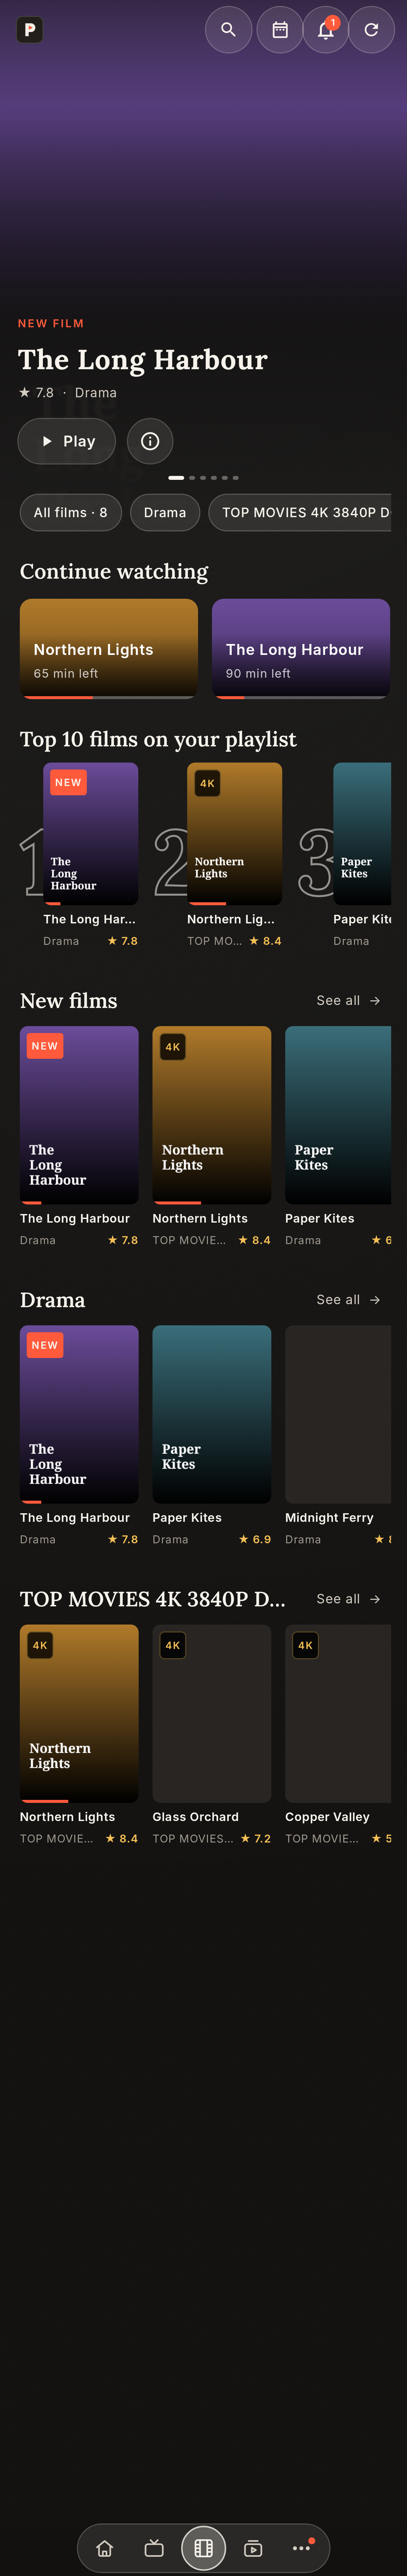 P
1
NEW FILM
The Long Harbour
★ 7.8 · Drama
Play
All films · 8
Drama
TOP MOVIES 4K 3840P D
Continue watching
Northern Lights
65 min left
The Long Harbour
90 min left
Top 10 films on your playlist
1
NEW
The
Long
Harbour
The Long Har...
Drama ★ 7.8
2
4K
Northern
Lights
Northern Lig...
TOP MO... ★ 8.4
3
Paper
Kites
Paper Kite
Drama
New films
See all →
NEW
The
Long
Harbour
The Long Harbour
Drama ★ 7.8
4K
Northern
Lights
Northern Lights
TOP MOVIE... ★ 8.4
Paper
Kites
Paper Kites
Drama ★ 6
Drama
See all →
NEW
The
Long
Harbour
The Long Harbour
Drama ★ 7.8
Paper
Kites
Paper Kites
Drama ★ 6.9
Midnight Ferry
Drama ★
TOP MOVIES 4K 3840P D...
See all →
4K
Northern
Lights
Northern Lights
TOP MOVIE... ★ 8.4
4K
Glass Orchard
TOP MOVIES... ★ 7.2
4K
Copper Valley
TOP MOVIE... ★ 5